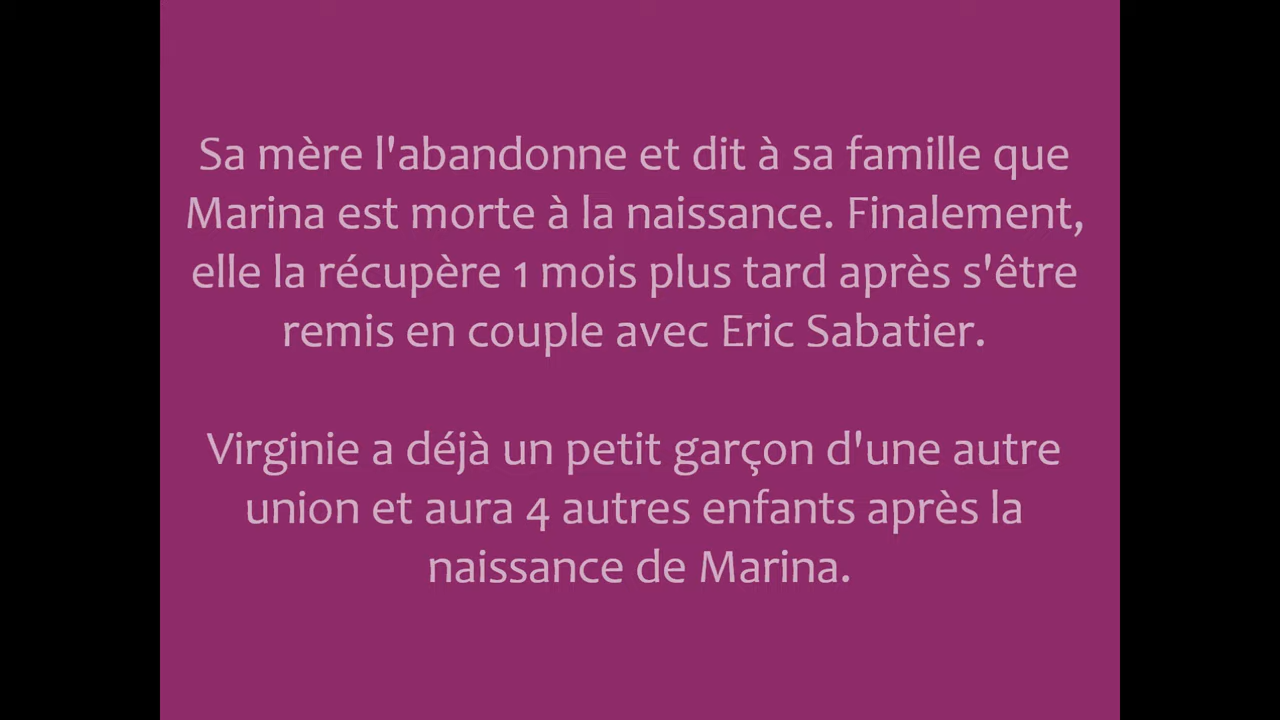 Sa mère l'abandonne et dit à sa famille que
Marina est morte à la naissance. Finalement,
elle la récupère 1 mois plus tard après s'être
remis en couple avec Eric Sabatier.
Virginie a déjà un petit garçon d'une autre
union et aura 4 autres enfants après la
naissance de Marina.